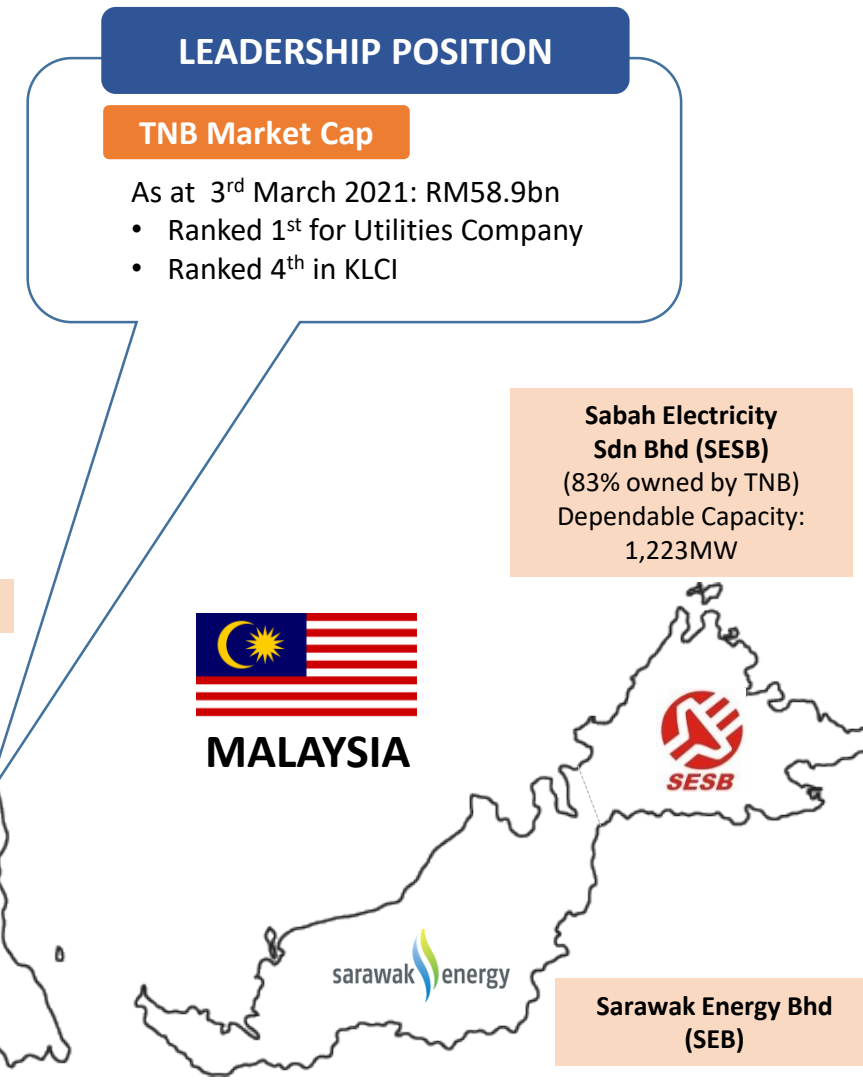 LEADERSHIP POSITION
TNB Market Cap
As at 3rd March 2021: RM58.9bn
• Ranked 1st for Utilities Company
• Ranked 4th in KLCI
Sabah Electricity
Sdn Bhd (SESB)
(83% owned by TNB)
Dependable Capacity:
1,223MW
MALAYSIA
SESB
sarawak energy
Sarawak Energy Bhd
(SEB)